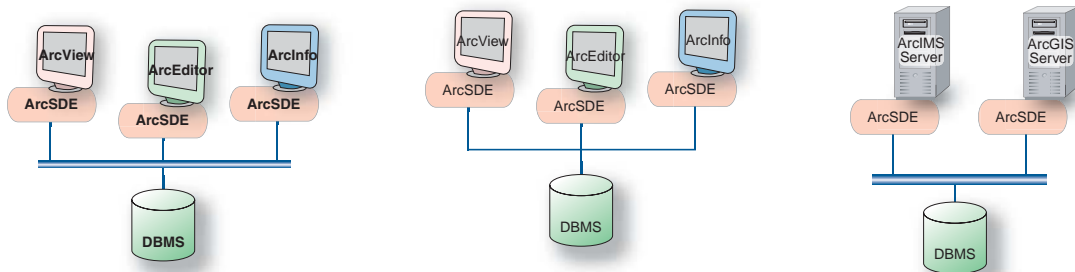 ArcView
ArcEditor
ArcInfo
ArcSDE
ArcSDE
ArcSDE
DBMS
ArcView
ArcEditor
ArcInfo
ArcSDE
ArcSDE
ArcSDE
DBMS
ArcIMS
Server
ArcGIS
Server
ArcSDE
ArcSDE
DBMS